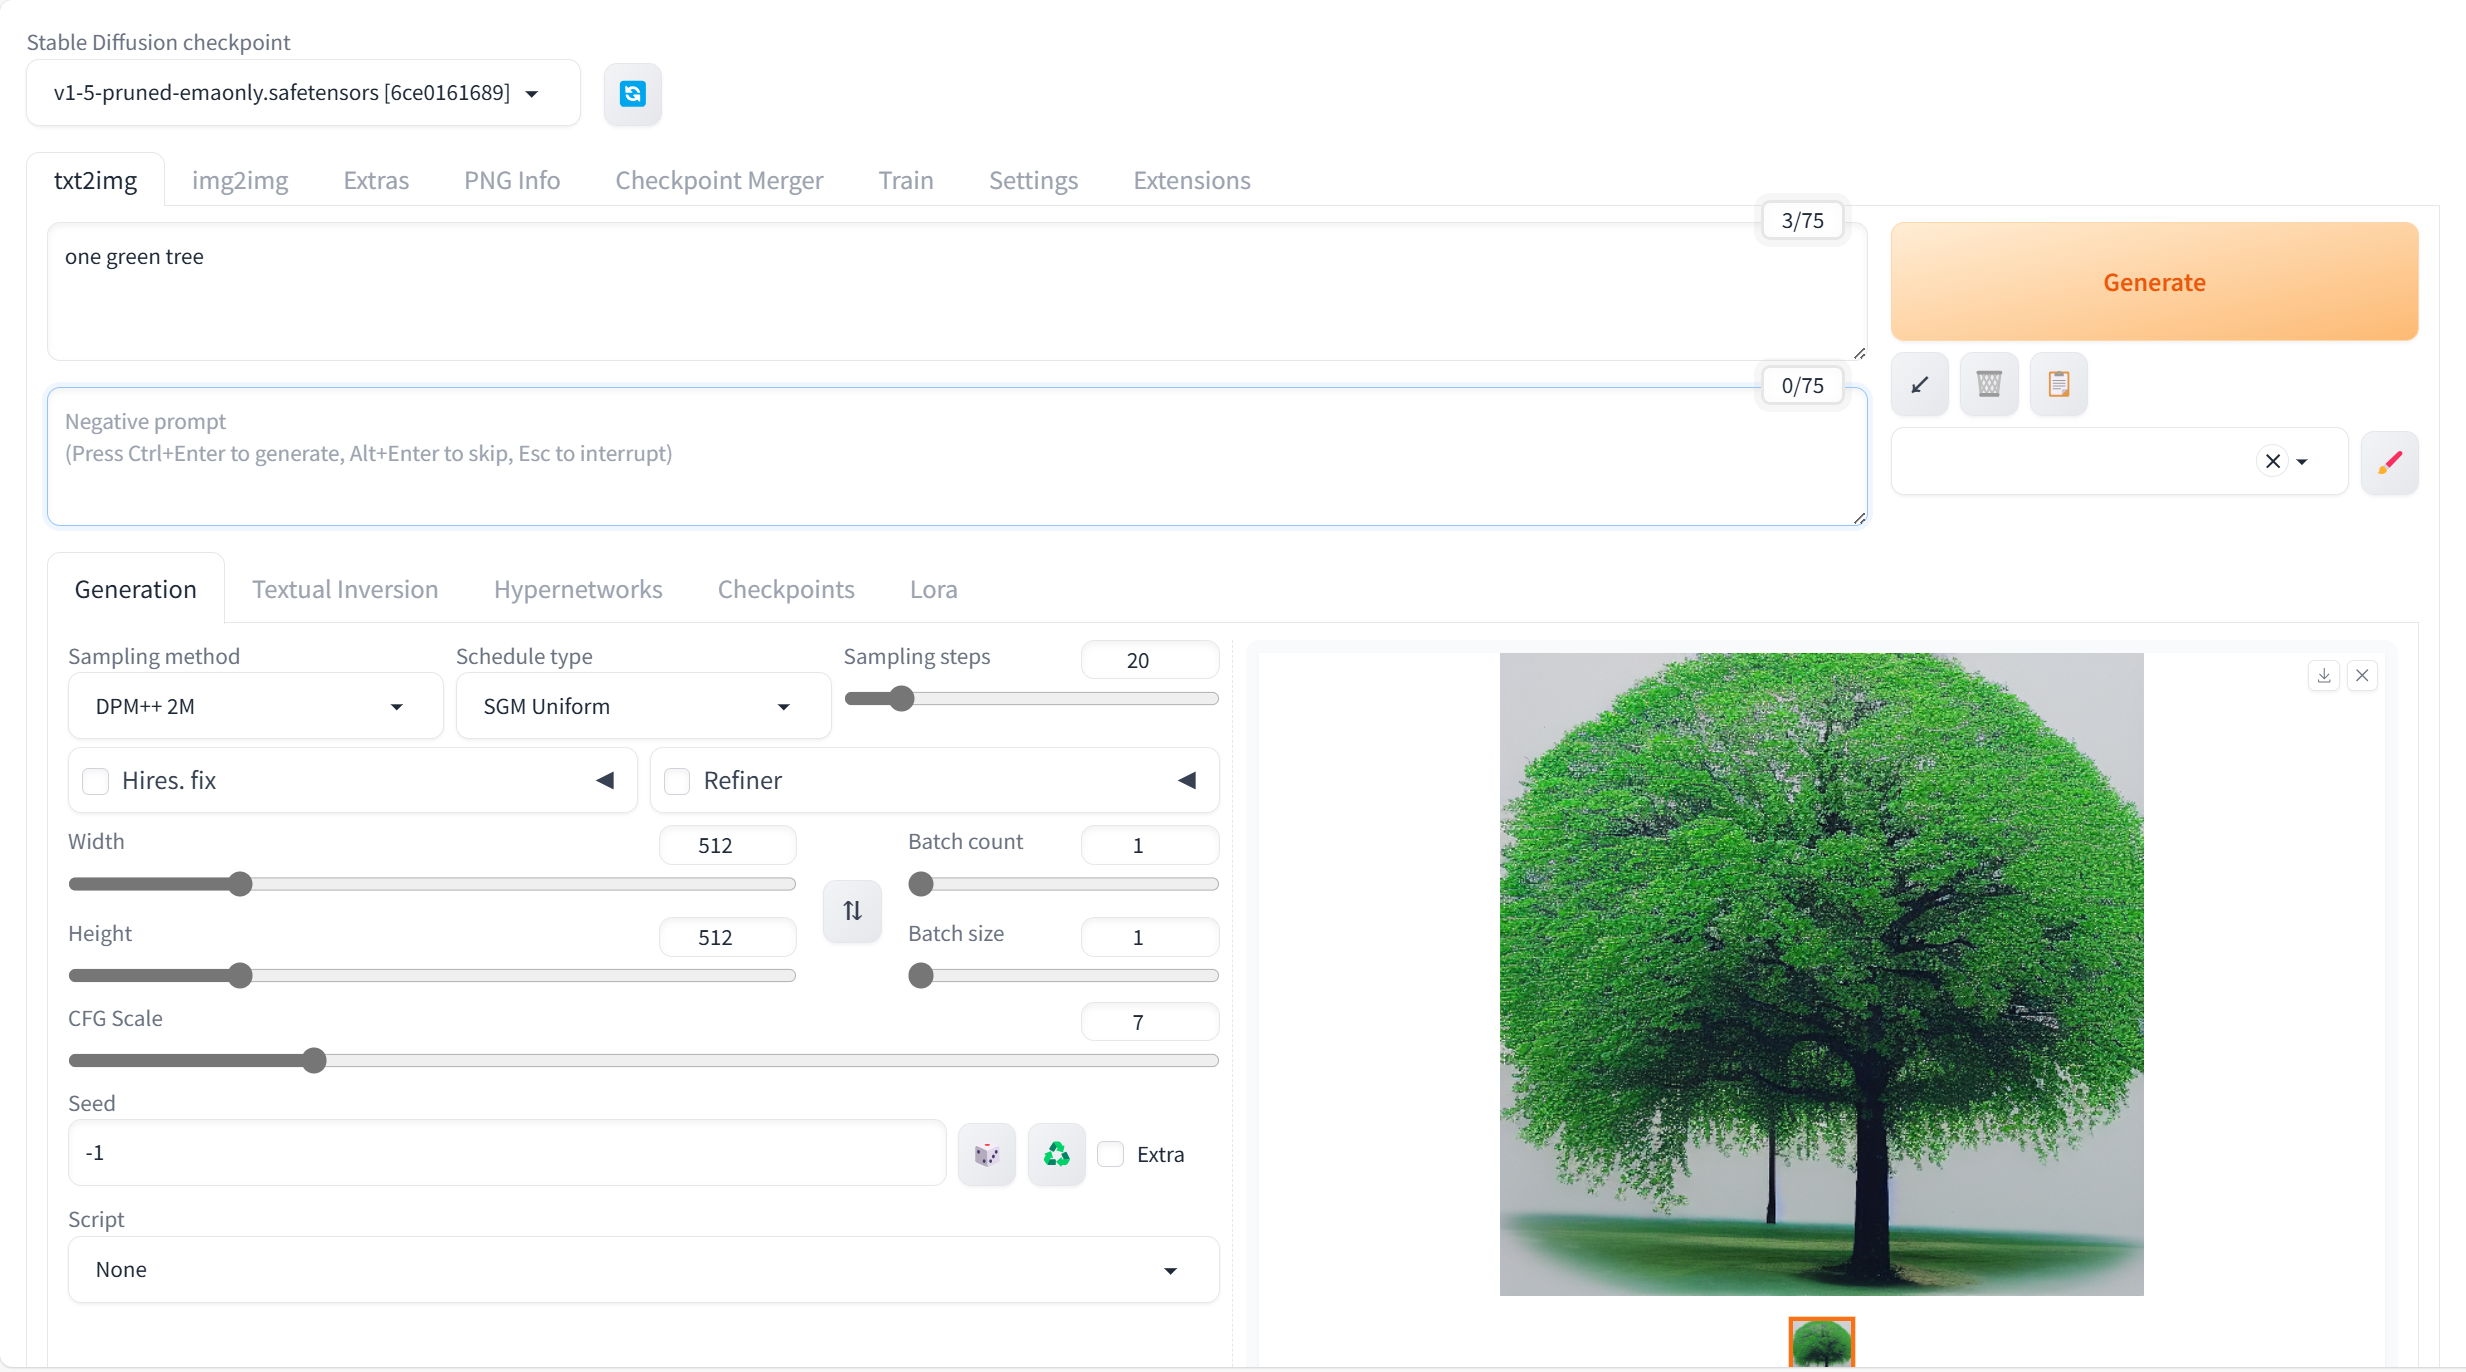 Stable Diffusion checkpoint
v1-5-pruned-emaonly.safetensors [6ce0161689]
txt2img img2img Extras PNG Info Checkpoint Merger Train Settings Extensions
3/75
one green tree
Generate
0/75
Negative prompt
(Press Ctrl+Enter to generate, Alt+Enter to skip, Esc to interrupt)
Generation Textual Inversion Hypernetworks Checkpoints Lora
Sampling method Schedule type Sampling steps 20
DPM++ 2M SGM Uniform
Hires. fix Refiner
Width 512 Batch count 1
Height 512 Batch size 1
CFG Scale 7
Seed
-1 Extra
Script
None